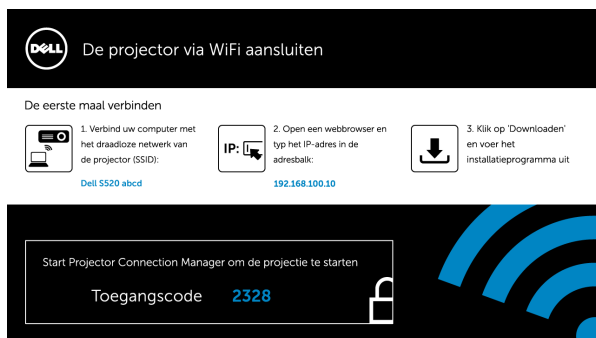 DELL
De projector via WiFi aansluiten
De eerste maal verbinden
1. Verbind uw computer met
het draadloze netwerk van
de projector (SSID):
Dell S520 abcd
IP:
2. Open een webbrowser en
typ het IP-adres in de
adresbalk:
192.168.100.10
3. Klik op 'Downloaden'
en voer het
installatieprogramma uit
Start Projector Connection Manager om de projectie te starten
Toegangscode 2328